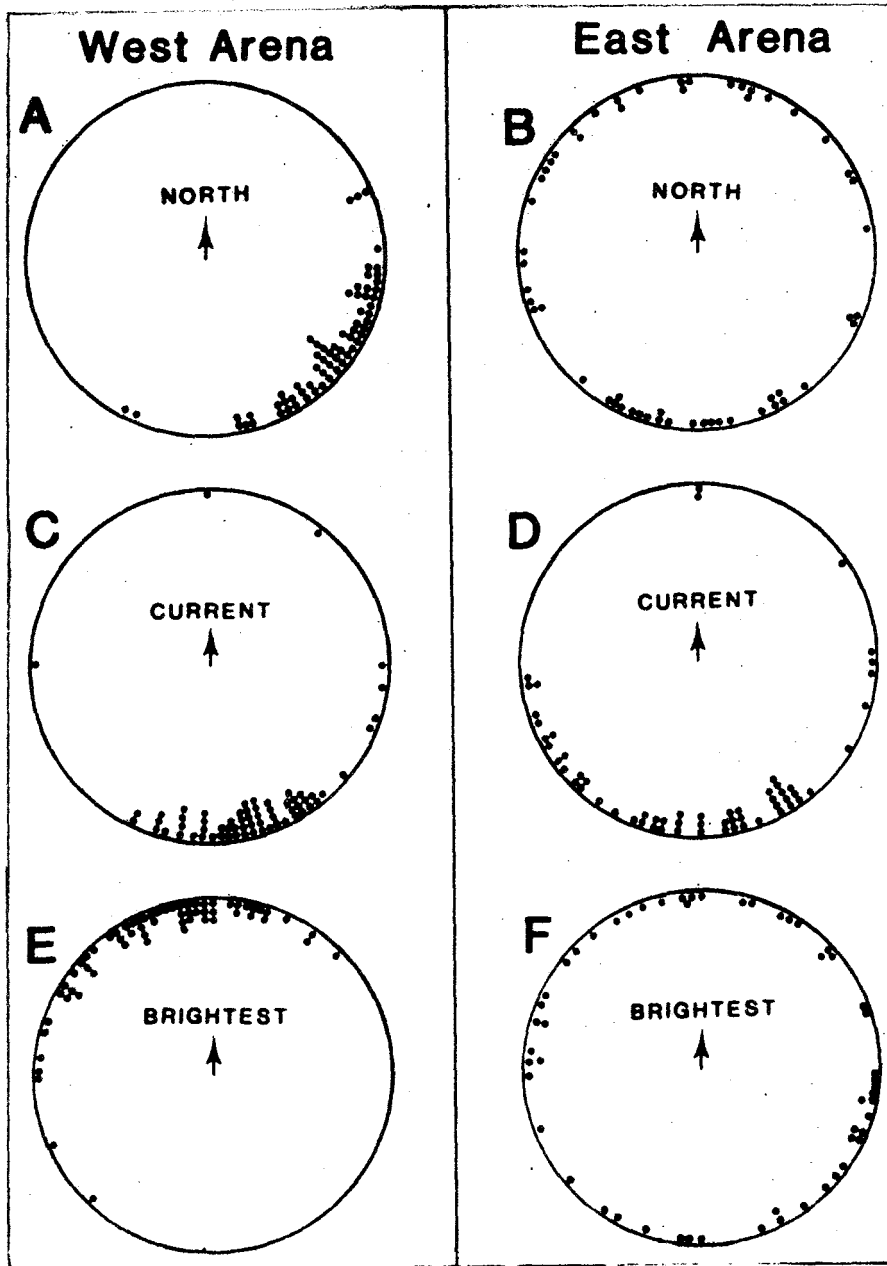 West Arena
East Arena
A
NORTH
B
NORTH
C
CURRENT
D
CURRENT
E
BRIGHTEST
F
BRIGHTEST